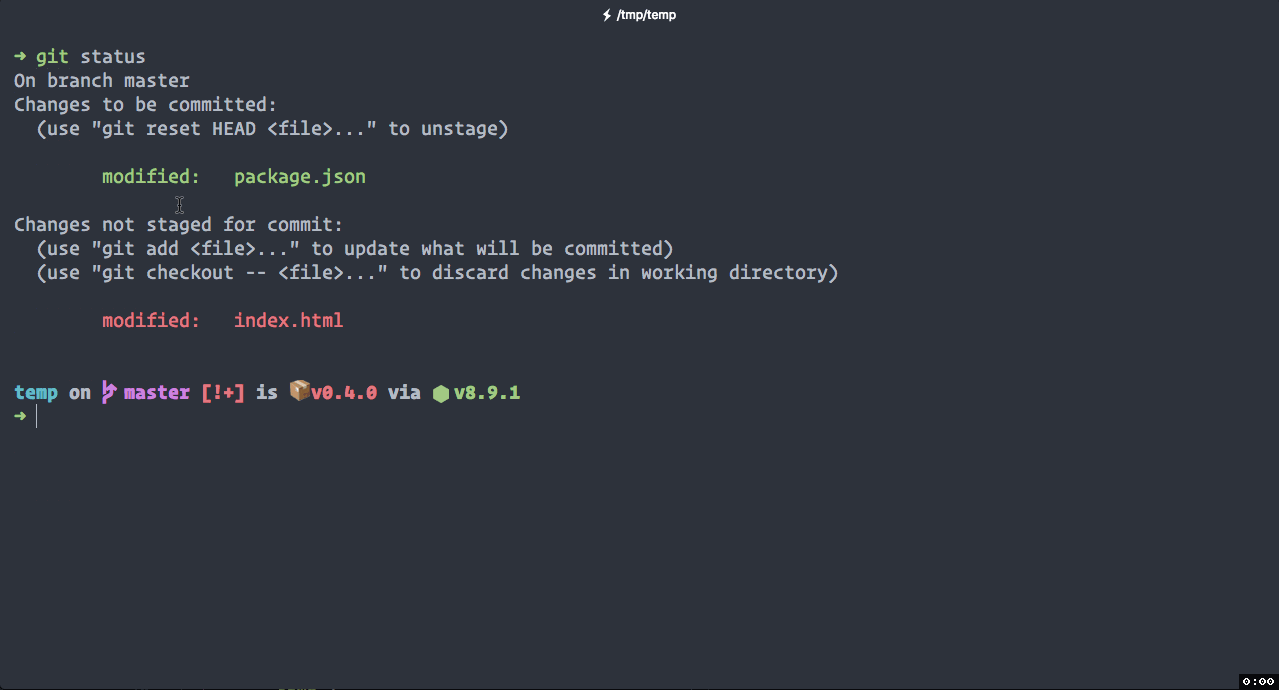 /tmp/temp
➜ git status
On branch master
Changes to be committed:
  (use "git reset HEAD <file>..." to unstage)
        modified:   package.json
Changes not staged for commit:
  (use "git add <file>..." to update what will be committed)
  (use "git checkout -- <file>..." to discard changes in working directory)
        modified:   index.html
temp on master [!+] is 📦v0.4.0 via ⬢ v8.9.1
➜
0:00